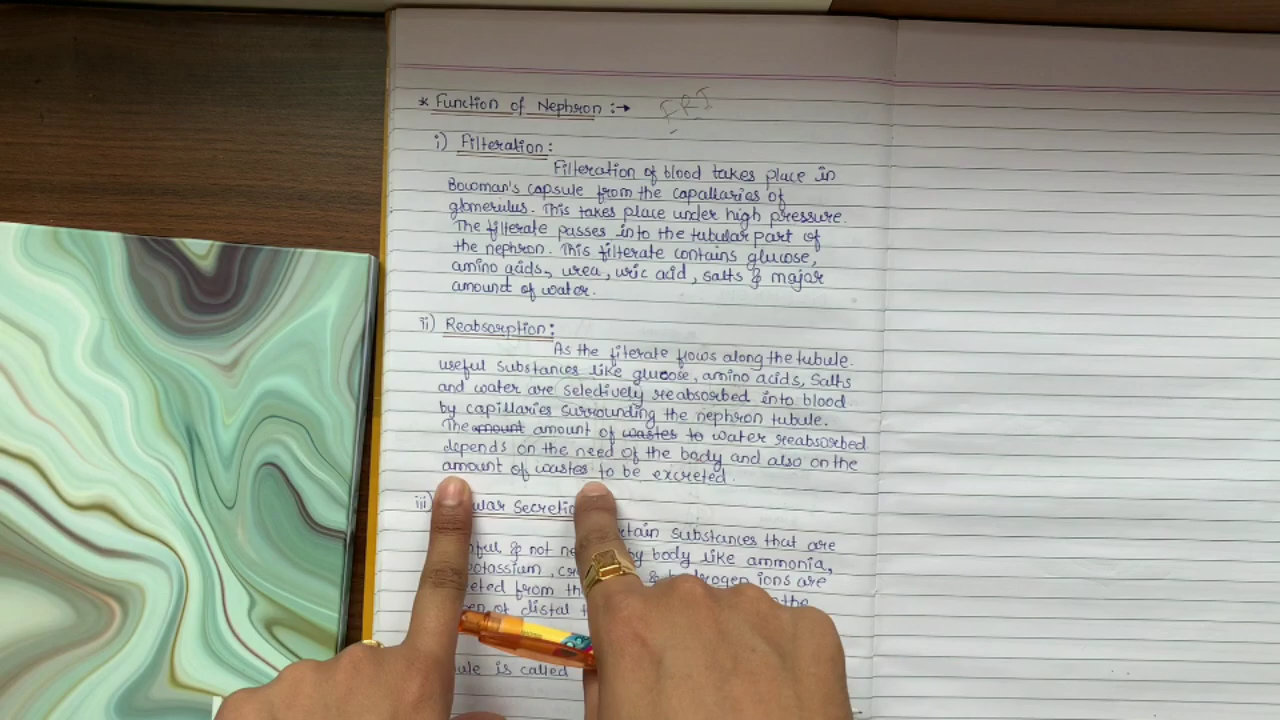 * Function of Nephron :→ FRI
i) Filteration:
Filteration of blood takes place in
Bowman's capsule from the capallaries of
glomerulus. This takes place under high pressure.
The filterate passes into the tubular part of
the nephron. This filterate contains glucose,
amino acids, urea, uric acid, salts & major
amount of water.
ii) Reabsorption:
As the filerate flows along the tubule.
useful substances like glucose, amino acids, salts
and water are selectively reabsorbed into blood
by capillaries surrounding the nephron tubule.
The amount amount of wastes to water reabsorbed
depends on the need of the body and also on the
amount of wastes to be excreted.
iii)
substances that are
& not by body like ammonia,
ions are
from
distal the
is called